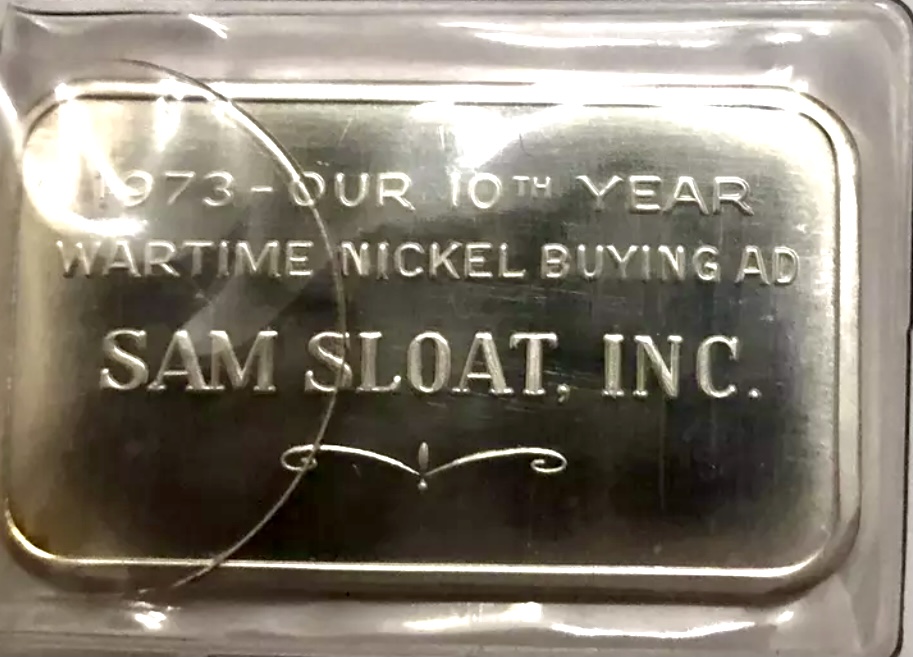 1973-OUR 10TH YEAR
WARTIME NICKEL BUYING AD
SAM SLOAT, INC.